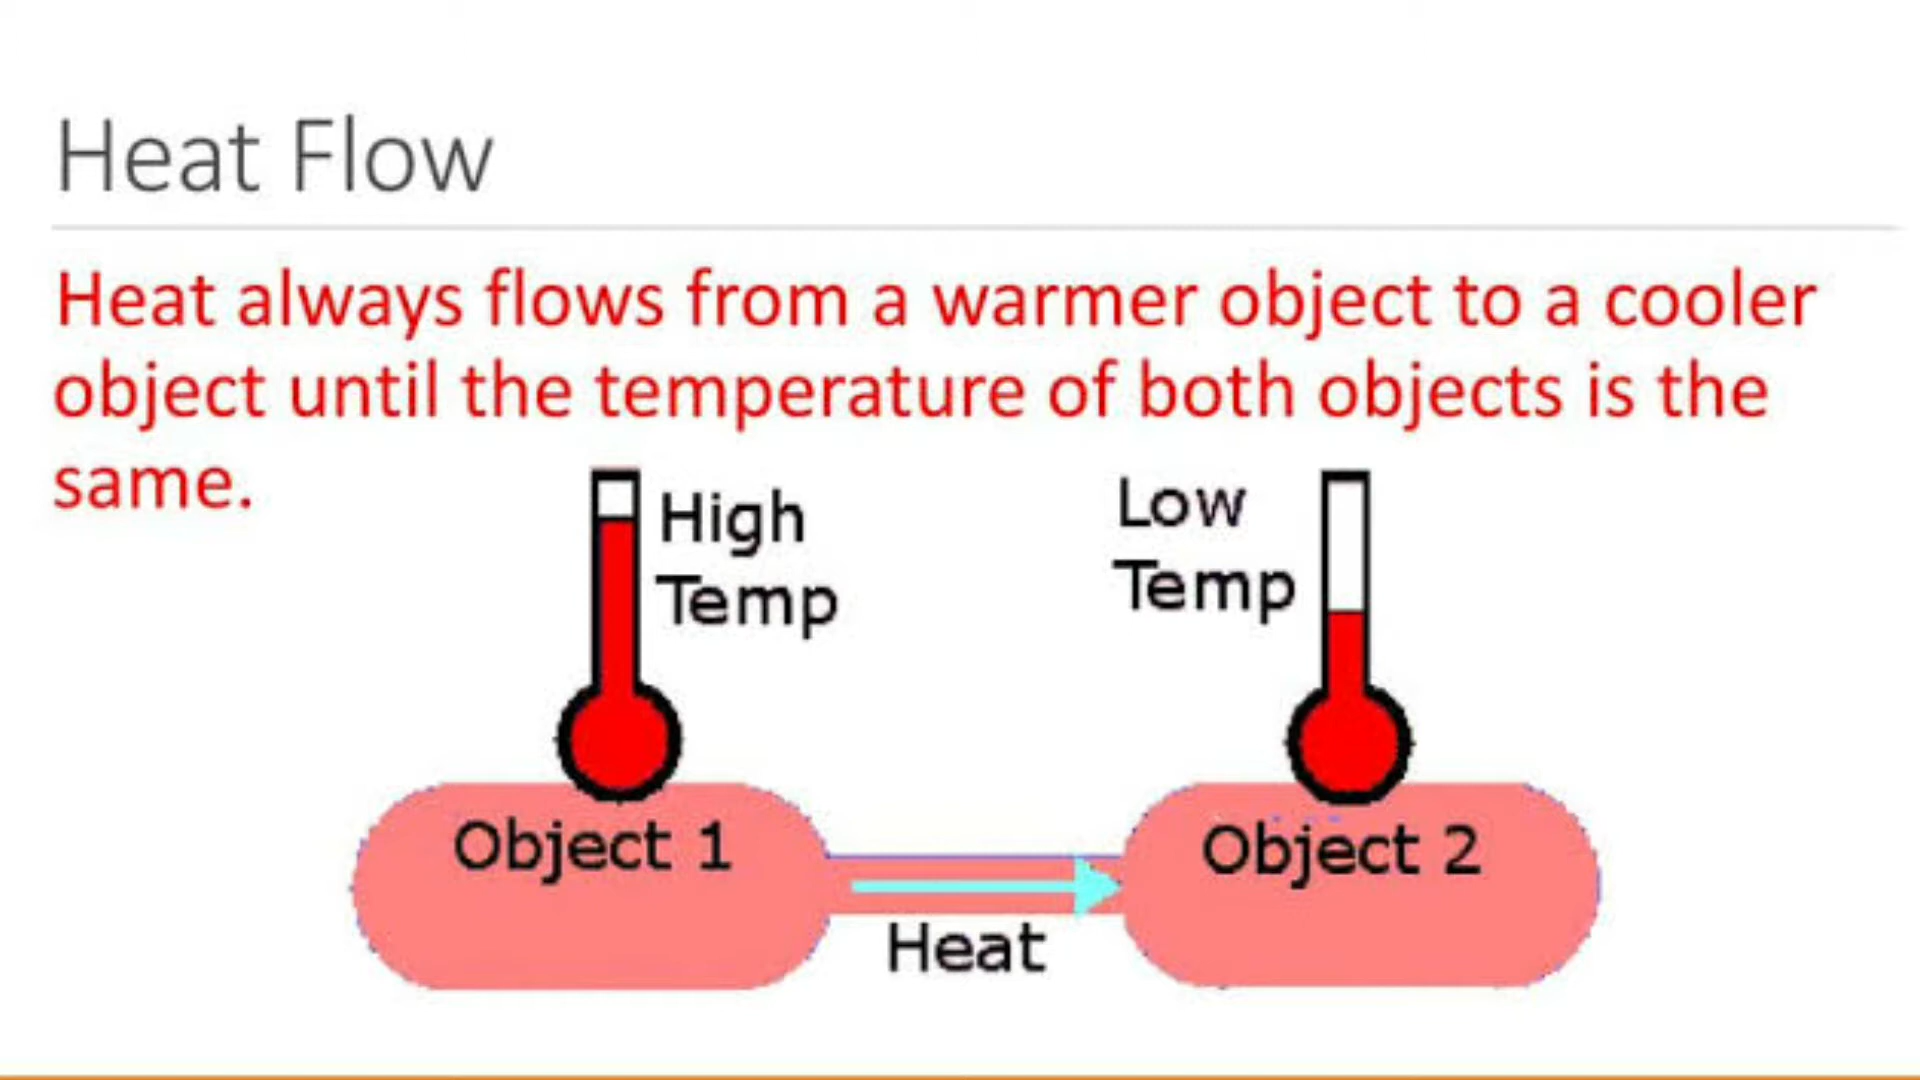 Heat Flow
Heat always flows from a warmer object to a cooler
object until the temperature of both objects is the
same.
High
Temp
Low
Temp
Object 1
Object 2
Heat